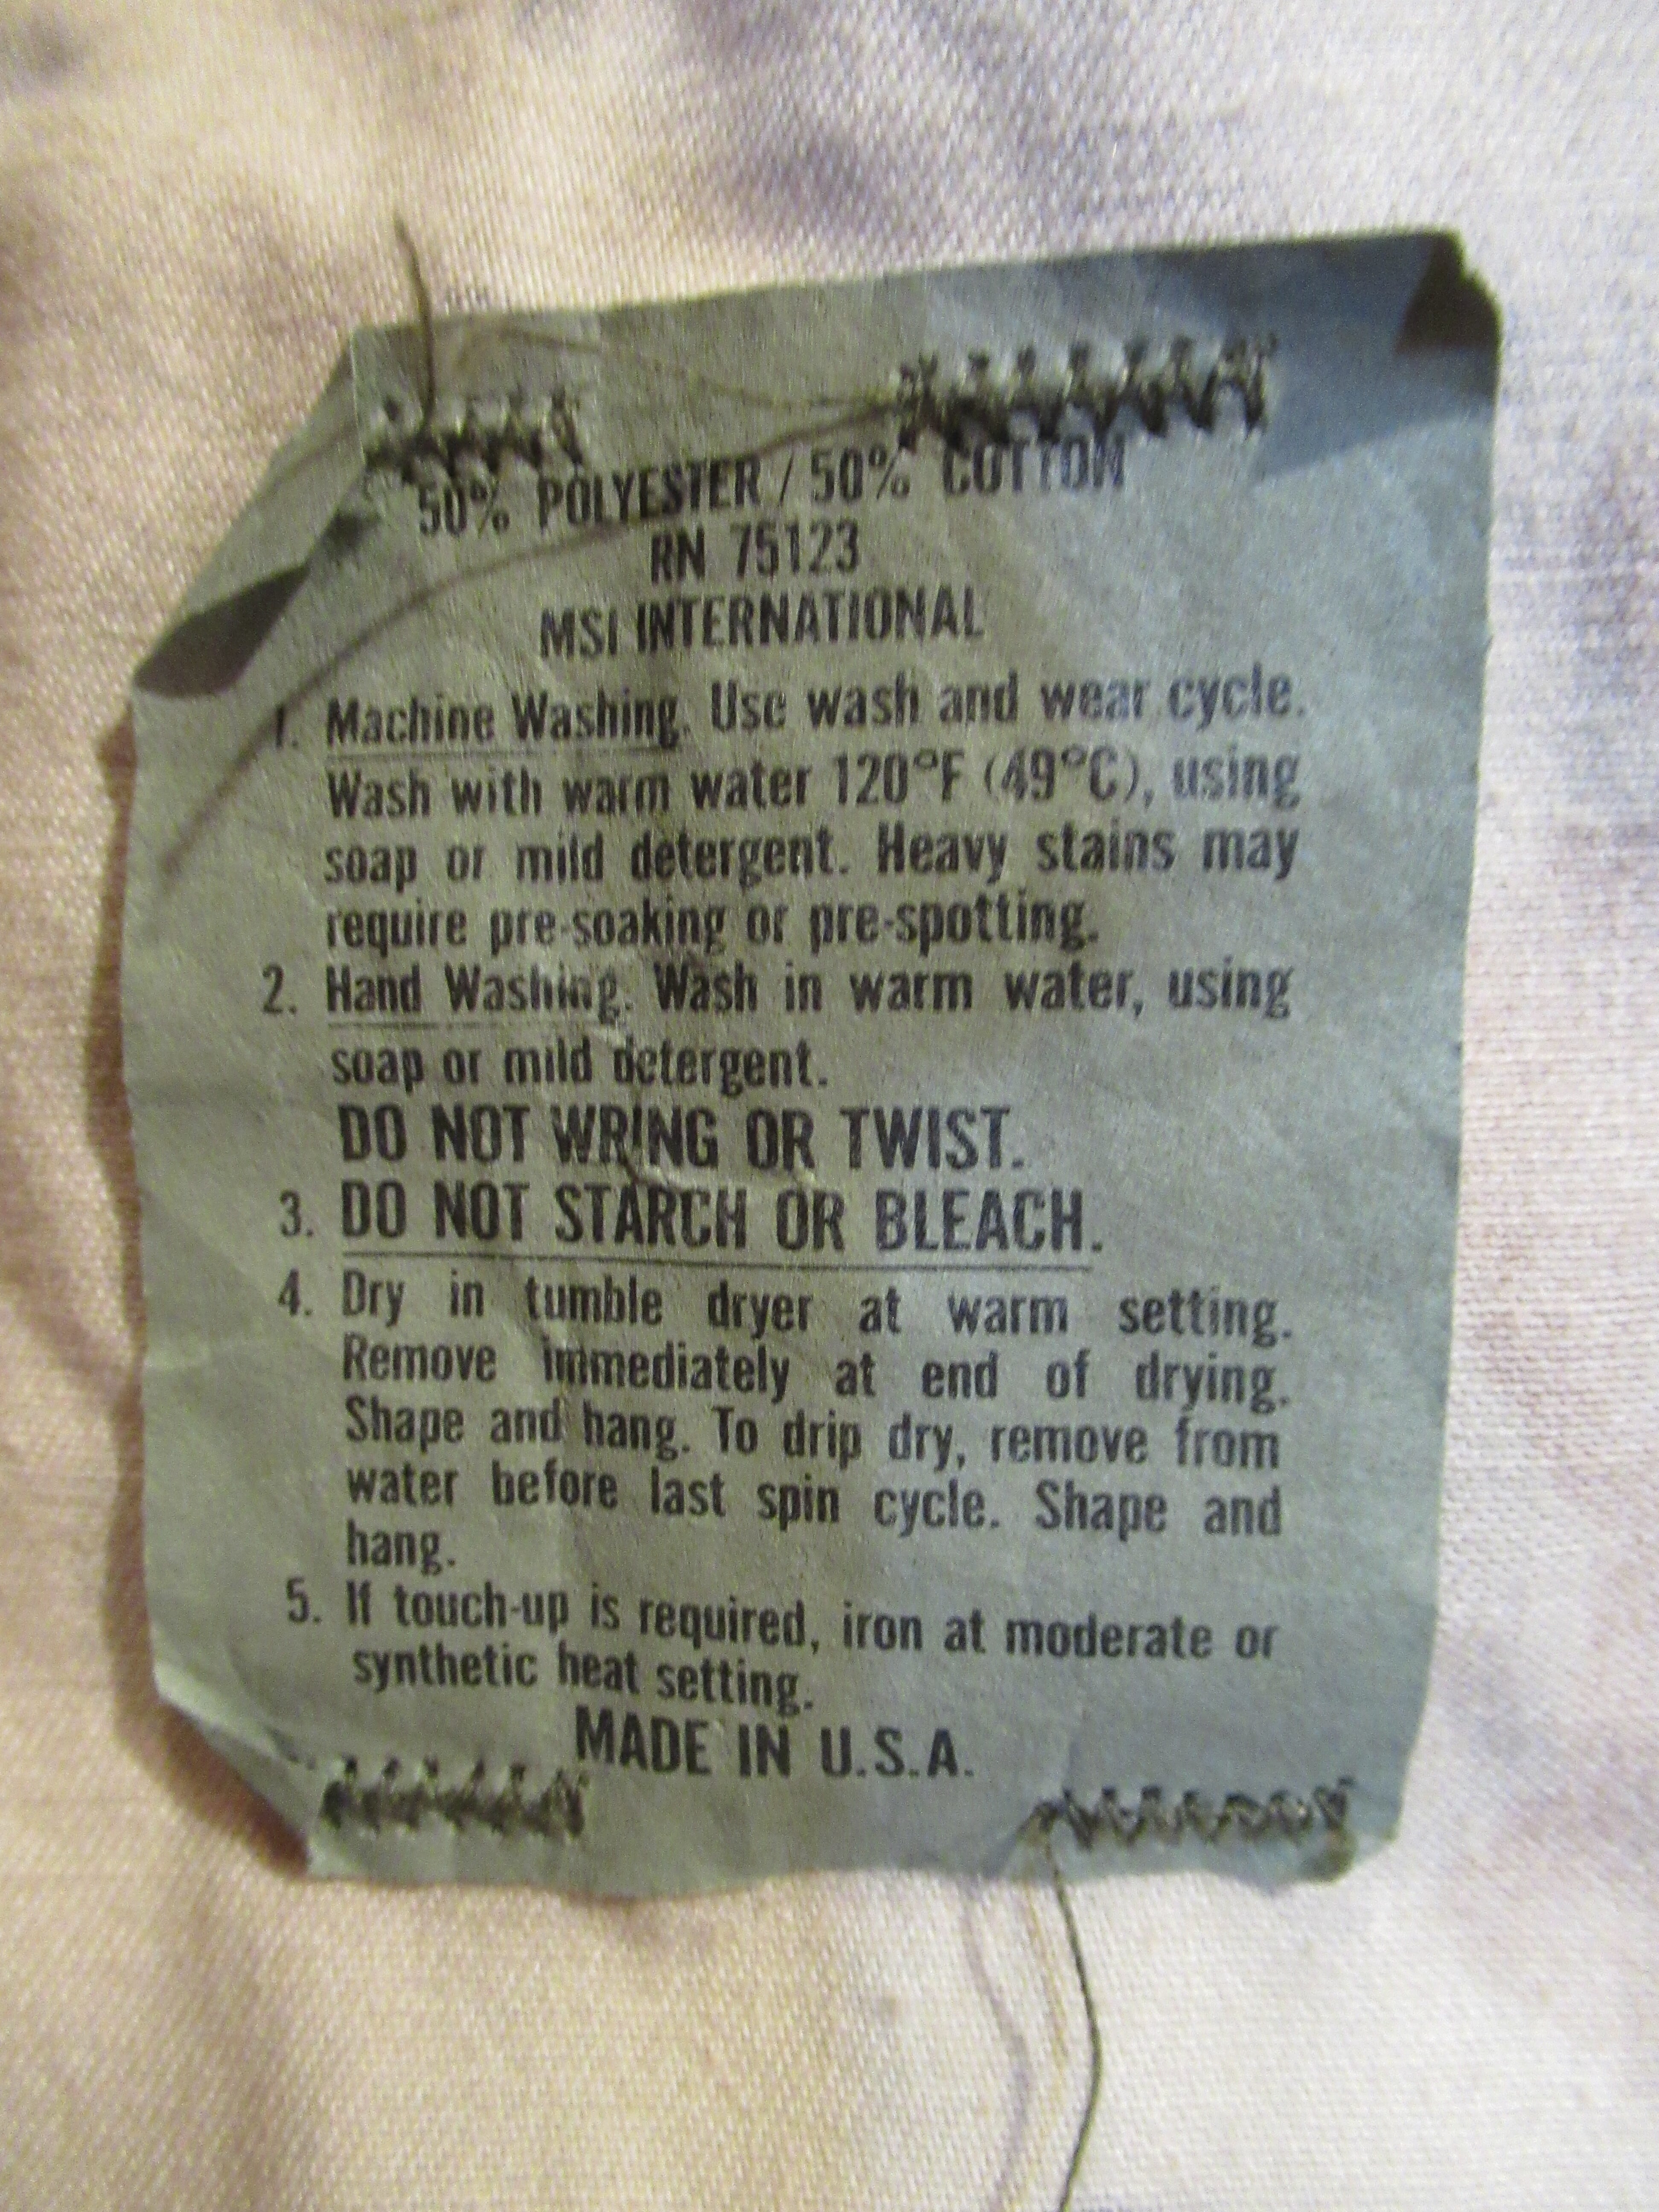 50% POLYESTER / 50% COTTON
RN 75123
MSI INTERNATIONAL
1. Machine Washing. Use wash and wear cycle.
Wash with warm water 120°F (49°C), using
soap or mild detergent. Heavy stains may
require pre-soaking or pre-spotting.
2. Hand Washing. Wash in warm water, using
soap or mild detergent.
DO NOT WRING OR TWIST.
3. DO NOT STARCH OR BLEACH.
4. Dry in tumble dryer at warm setting.
Remove immediately at end of drying.
Shape and hang. To drip dry, remove from
water before last spin cycle. Shape and
hang.
5. If touch-up is required, iron at moderate or
synthetic heat setting.
MADE IN U.S.A.